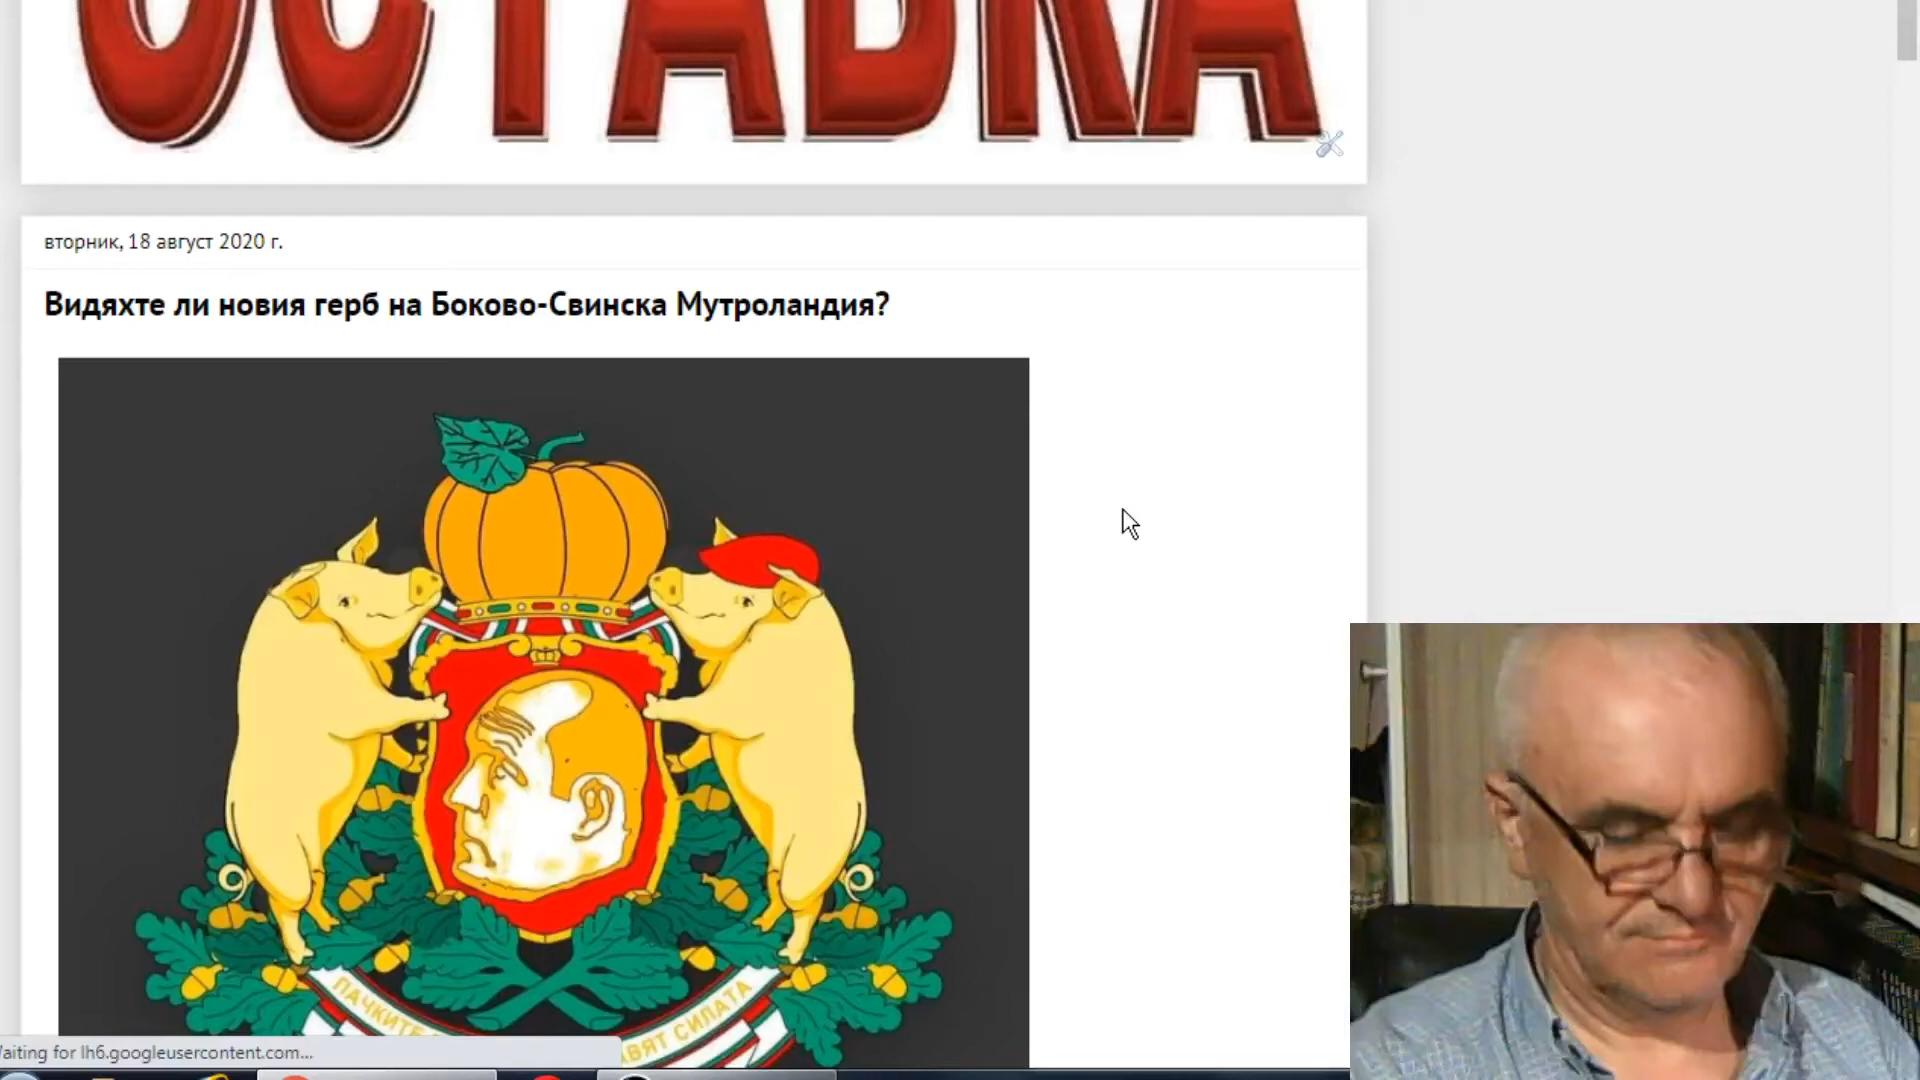 ОСТАВКА
вторник, 18 август 2020 г.
Видяхте ли новия герб на Боково-Свинска Мутроландия?
ПАЧКИТЕ
ВЯТ СИЛАТА
aiting for lh6.googleusercontent.com...